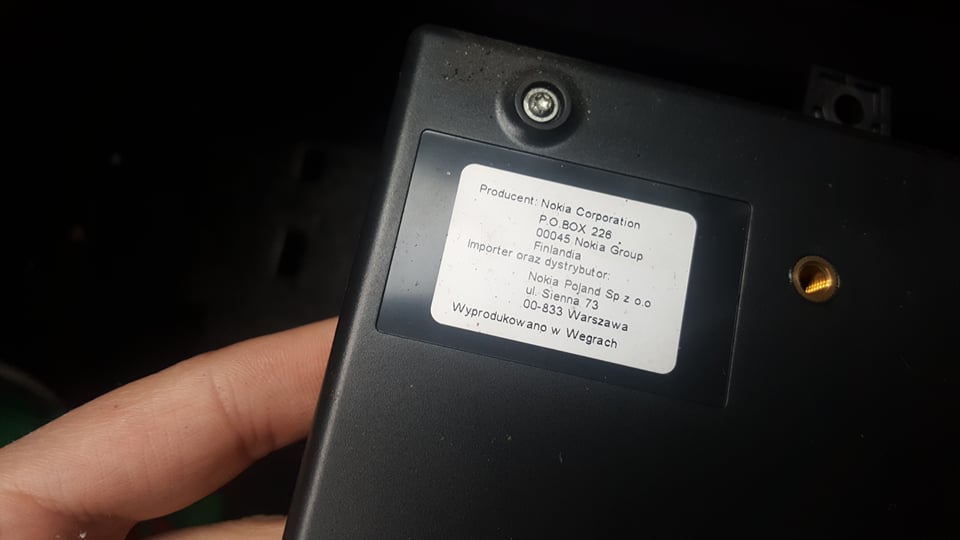 Producent: Nokia Corporation
P.O.BOX 226
00045 Nokia Group
Finlandia
Importer oraz dystrybutor:
Nokia Poland Sp z o.o
ul. Sienna 73
00-833 Warszawa
Wyprodukowano w Wegrach